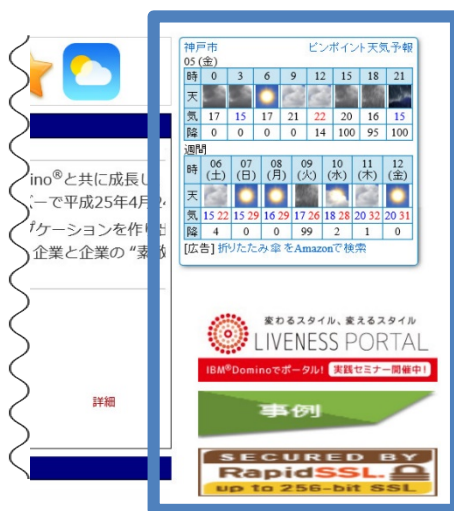 神戸市 ピンポイント天気予報
05 (金)
時 0 3 6 9 12 15 18 21
天
気 17 15 17 21 22 20 16 15
降 0 0 0 0 14 100 95 100
週間
時 06 07 08 09 10 11 12
(土) (日) (月) (火) (水) (木) (金)
天
気 15 22 15 29 16 29 17 26 18 28 20 32 20 31
降 4 0 0 99 2 1 0
[広告] 折りたたみ傘 をAmazonで検索
ino®と共に成長し
ーで平成25年4月
プケーションを作り
企業と企業の “素
詳細
変わるスタイル、変えるスタイル
LIVENESS PORTAL
IBM®Dominoでポータル! 実践セミナー開催中!
事例
SECURED BY
RapidSSL.
up to 256-bit SSL